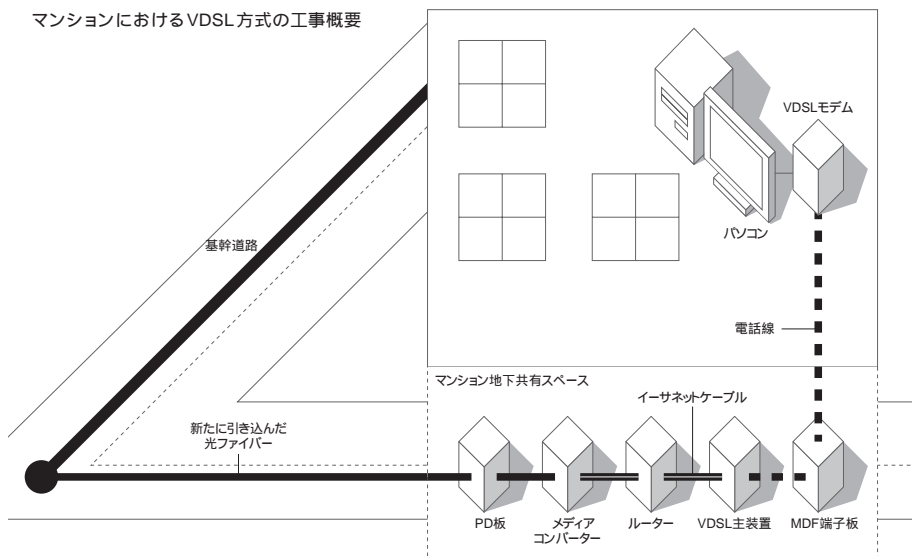 マンションにおけるVDSL方式の工事概要
VDSLモデム
パソコン
基幹道路
電話線
マンション地下共有スペース
イーサネットケーブル
新たに引き込んだ
光ファイバー
PD板
メディア
コンバーター
ルーター
VDSL主装置
MDF端子板